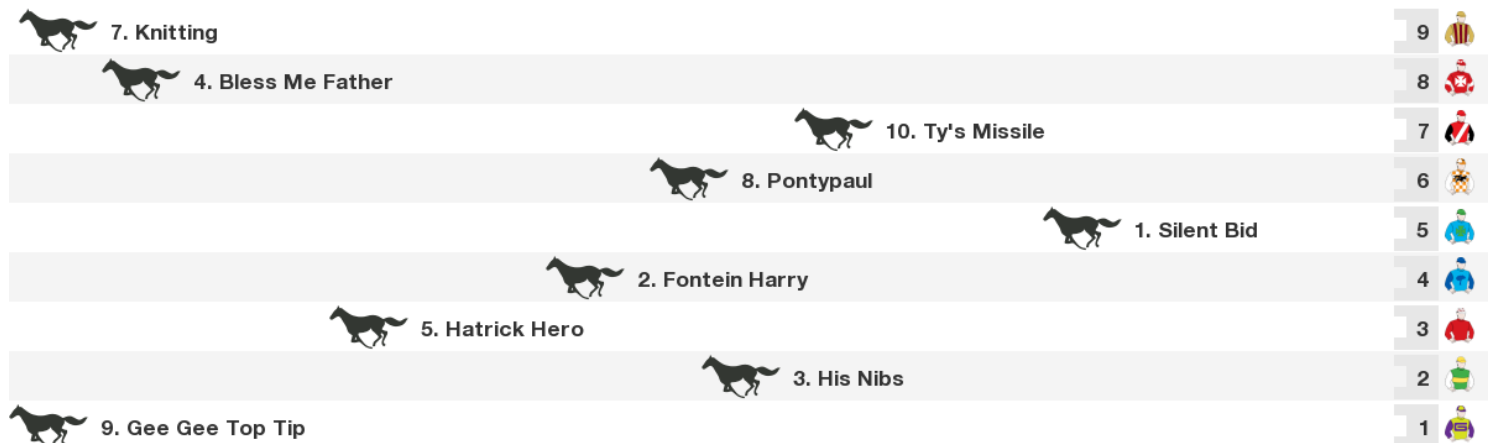 7. Knitting 9
4. Bless Me Father 8
10. Ty's Missile 7
8. Pontypaul 6
1. Silent Bid 5
2. Fontein Harry 4
5. Hatrick Hero 3
3. His Nibs 2
9. Gee Gee Top Tip 1